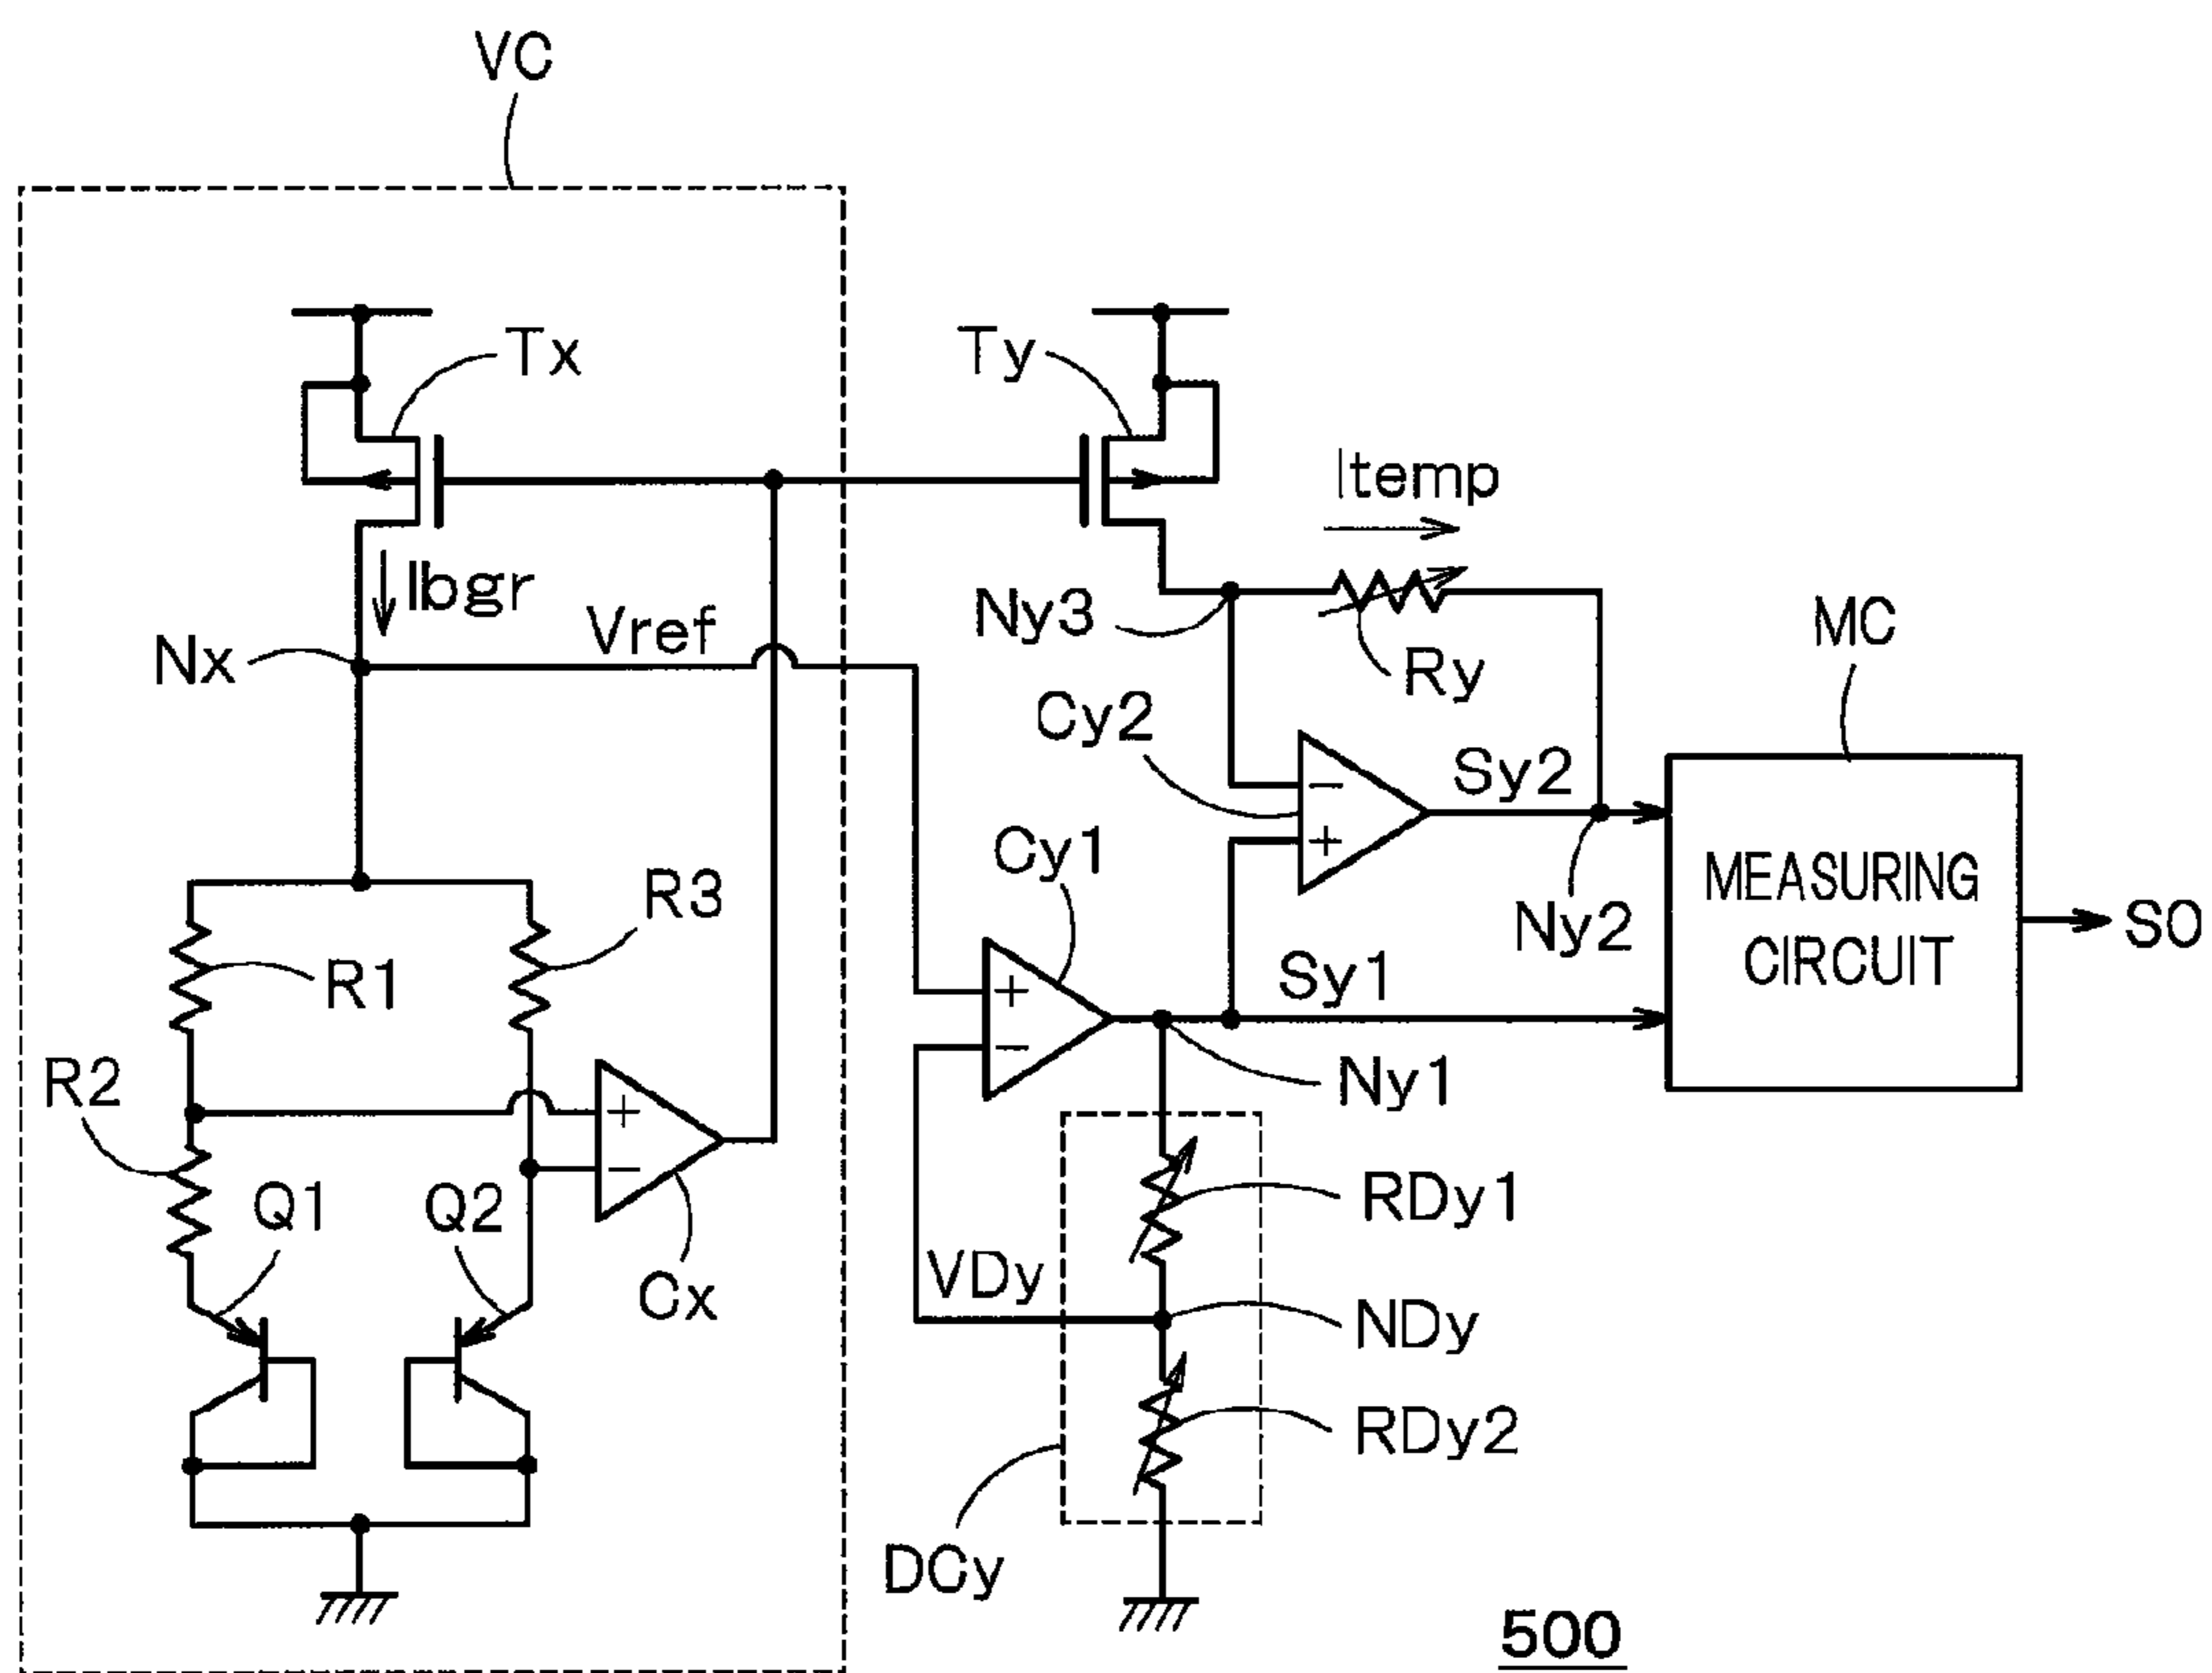 VC
Tx
Ty
Itemp
Ibgr
Ny3
Vref
MC
Nx
Ry
Cy2
Sy2
Cy1
R3
MEASURING
CIRCUIT
Ny2
SO
R1
Sy1
+
−
+
−
R2
Ny1
+
−
Q1
Q2
RDy1
VDy
Cx
NDy
RDy2
DCy
500